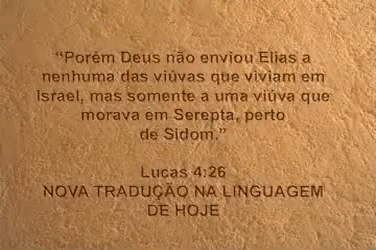 “Porém Deus não enviou Elias a
nenhuma das viúvas que viviam em
Israel, mas somente a uma viúva que
morava em Serepta, perto
de Sidom.”
Lucas 4:26
NOVA TRADUÇÃO NA LINGUAGEM
DE HOJE